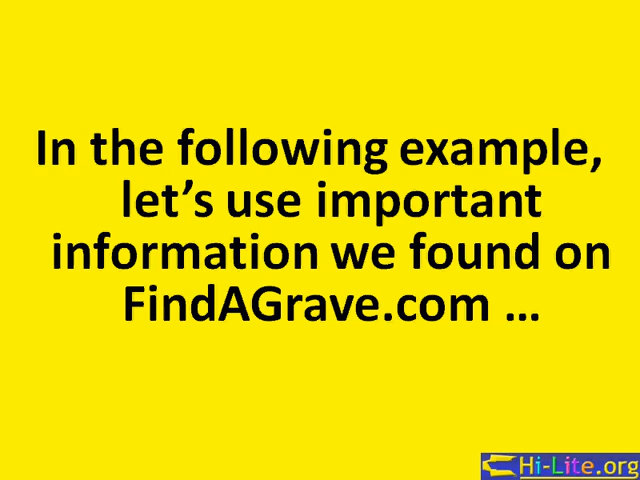 In the following example,
let’s use important
information we found on
FindAGrave.com ...
Hi-Lite.org